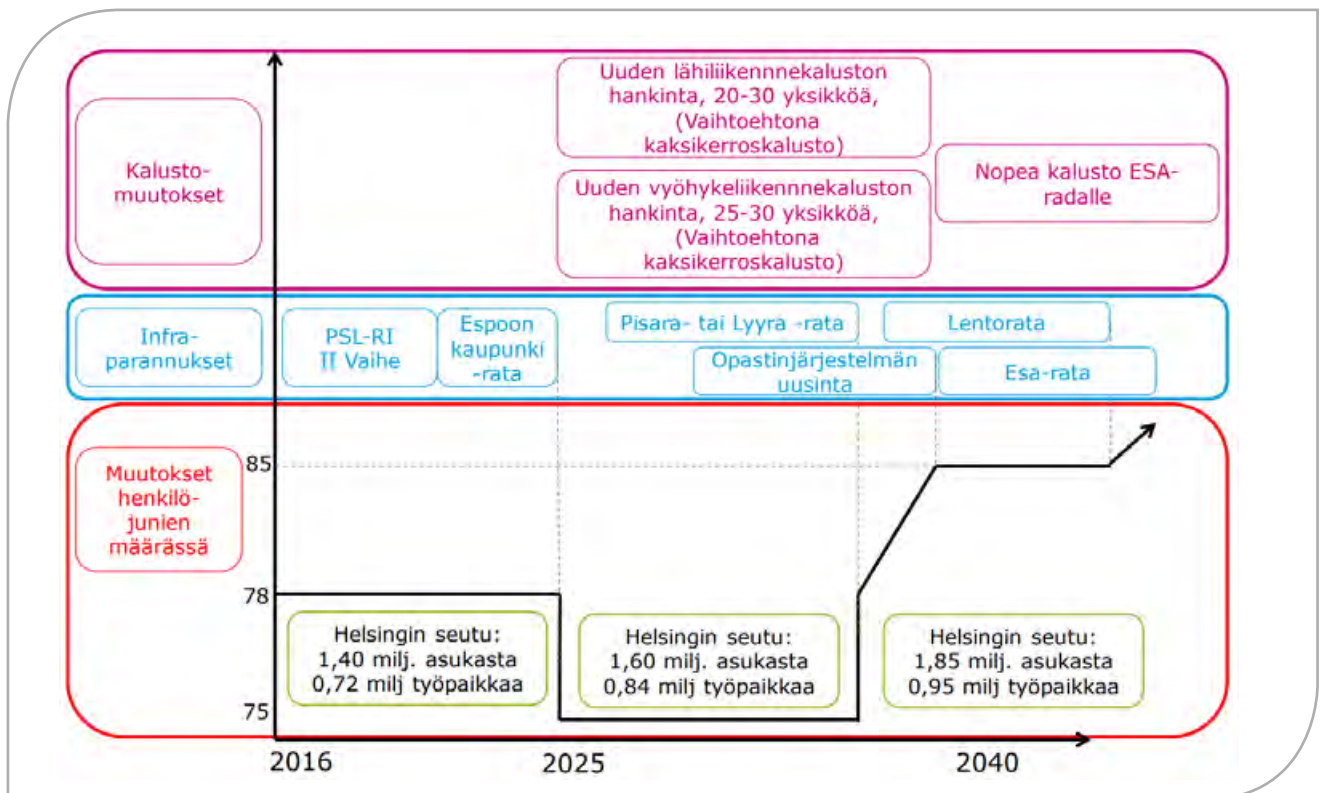 Kalusto-
muutokset
Uuden lähiliikennnekaluston
hankinta, 20-30 yksikköä,
(Vaihtoehtona
kaksikerroskalusto)
Uuden vyöhykeliikennnekaluston
hankinta, 25-30 yksikköä,
(Vaihtoehtona
kaksikerroskalusto)
Nopea kalusto ESA-
radalle
Infra-
parannukset
PSL-RI
II Vaihe
Espoon
kaupunki
-rata
Pisara- tai Lyyra -rata
Opastinjärjestelmän
uusinta
Lentorata
Esa-rata
Muutokset
henkilö-
junien
määrässä
85
78
75
Helsingin seutu:
1,40 milj. asukasta
0,72 milj työpaikkaa
Helsingin seutu:
1,60 milj. asukasta
0,84 milj työpaikkaa
Helsingin seutu:
1,85 milj. asukasta
0,95 milj työpaikkaa
2016
2025
2040